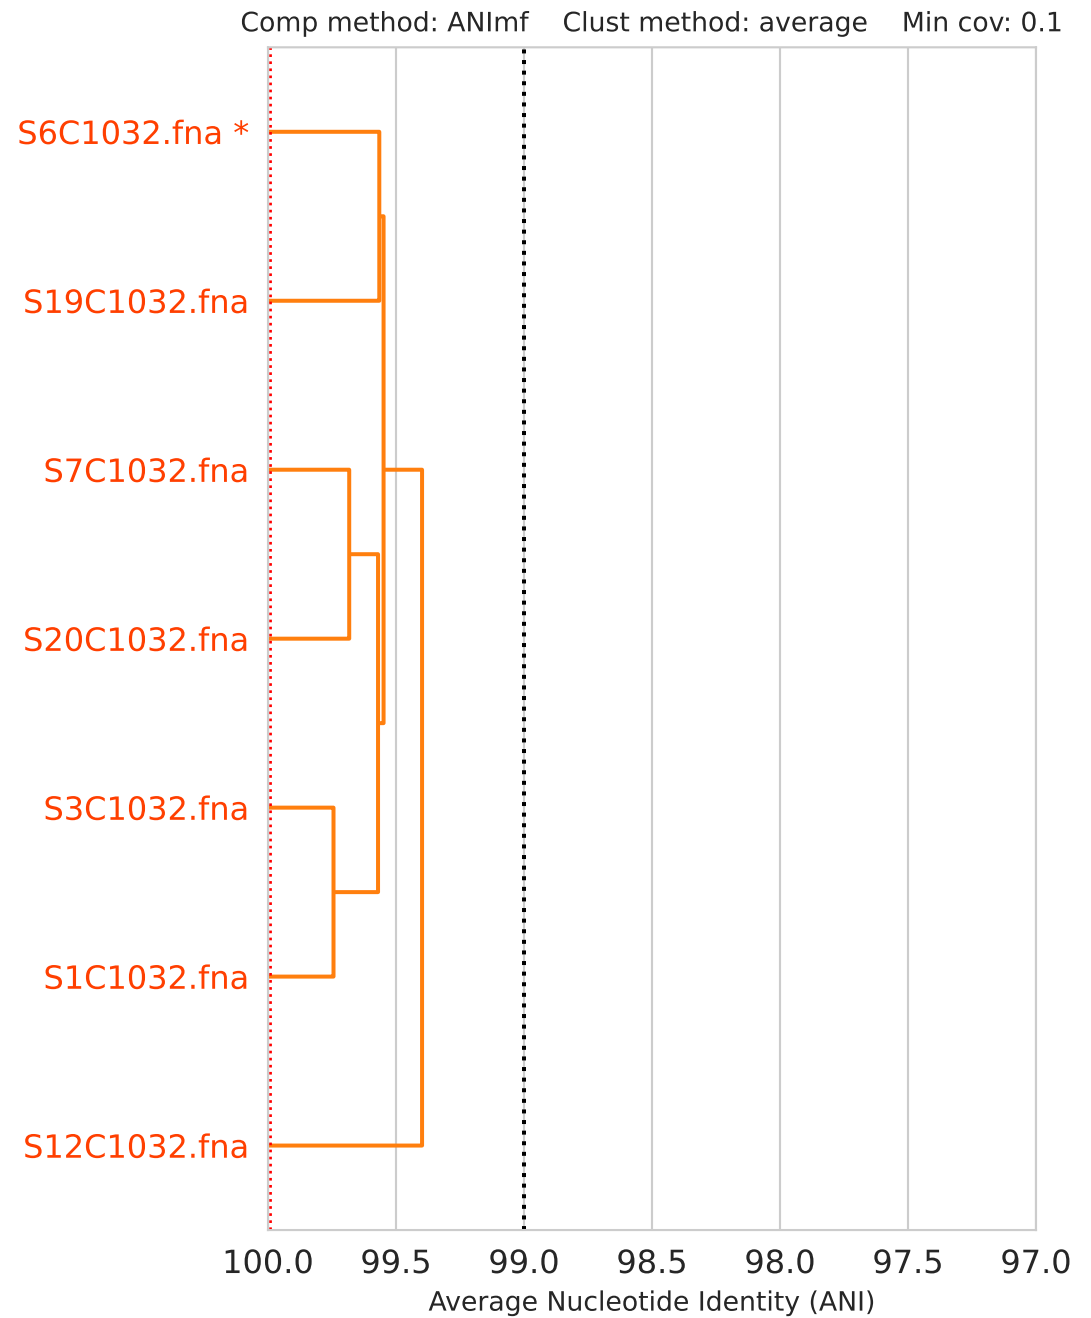 Comp method: ANImf    Clust method: average    Min cov: 0.1
S6C1032.fna *
S19C1032.fna
S7C1032.fna
S20C1032.fna
S3C1032.fna
S1C1032.fna
S12C1032.fna
100.0 99.5 99.0 98.5 98.0 97.5 97.0
Average Nucleotide Identity (ANI)